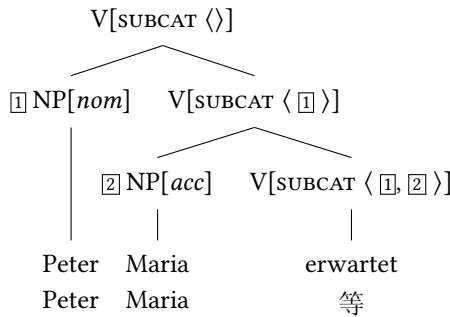 V[SUBCAT ⟨⟩]
1 NP[nom] V[SUBCAT ⟨ 1 ⟩]
2 NP[acc] V[SUBCAT ⟨ 1, 2 ⟩]
Peter Maria erwartet
Peter Maria 等